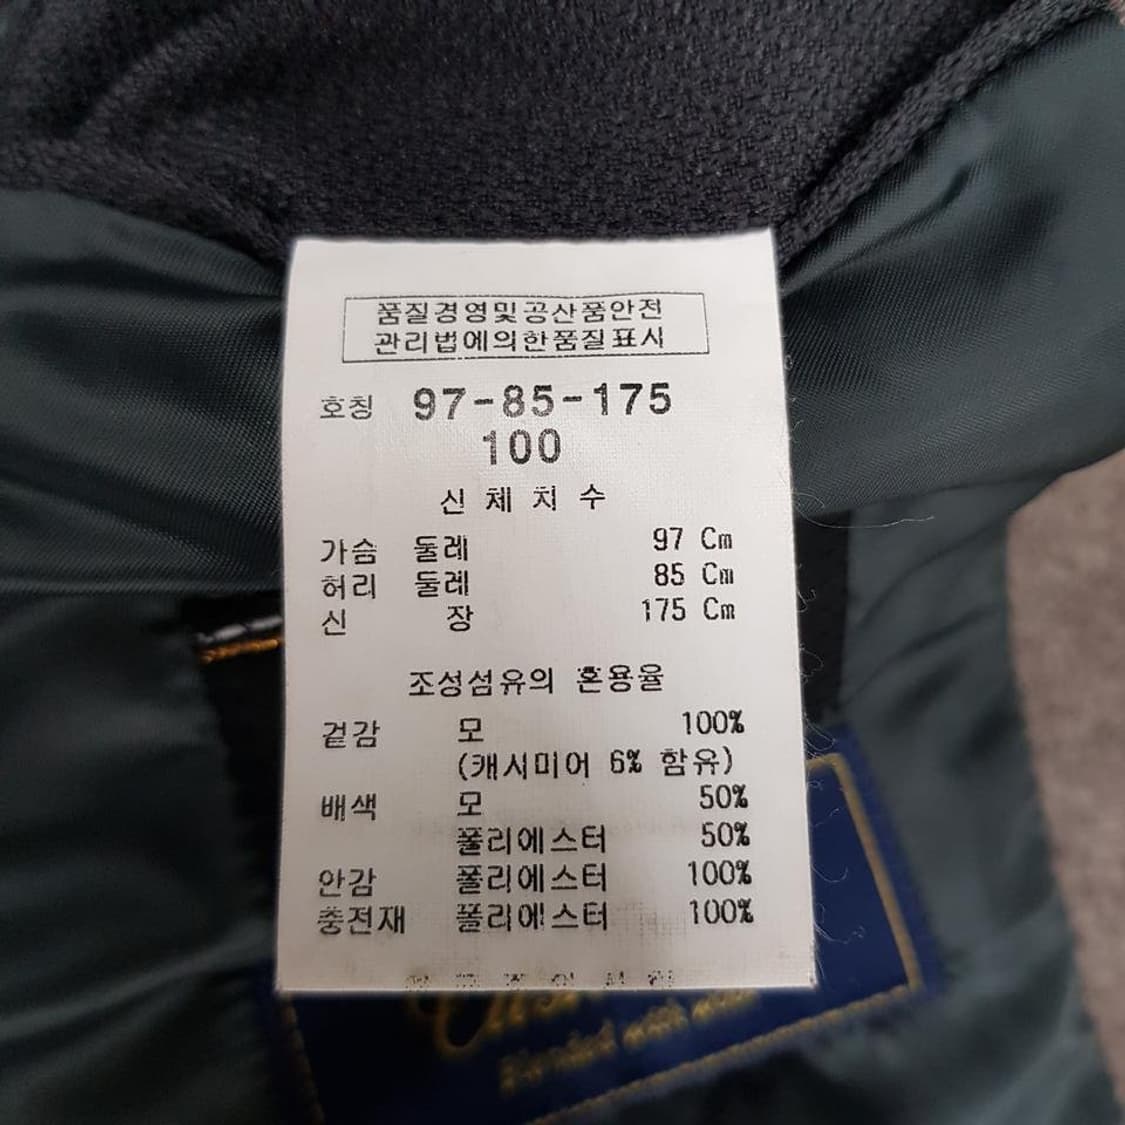 품질경영및공산품안전
관리법에의한품질표시
호칭 97-85-175
100
신체치수
가슴 둘레 97 Cm
허리 둘레 85 Cm
신 장 175 Cm
조성섬유의 혼용율
겉감 모 100%
(캐시미어 6% 함유)
배색 모 50%
폴리에스터 50%
안감 폴리에스터 100%
충전재 폴리에스터 100%
Blended with